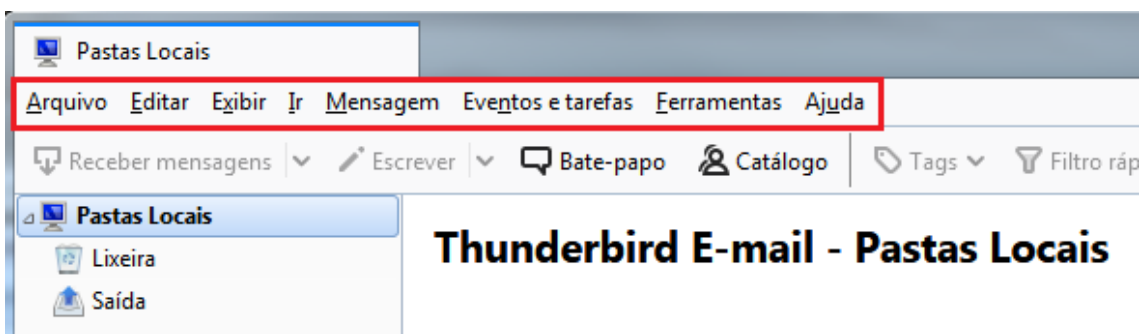 Pastas Locais
Arquivo Editar Exibir Ir Mensagem Eventos e tarefas Ferramentas Ajuda
Receber mensagens Escrever Bate-papo Catálogo Tags Filtro ráp
Pastas Locais
Lixeira
Saída
Thunderbird E-mail - Pastas Locais